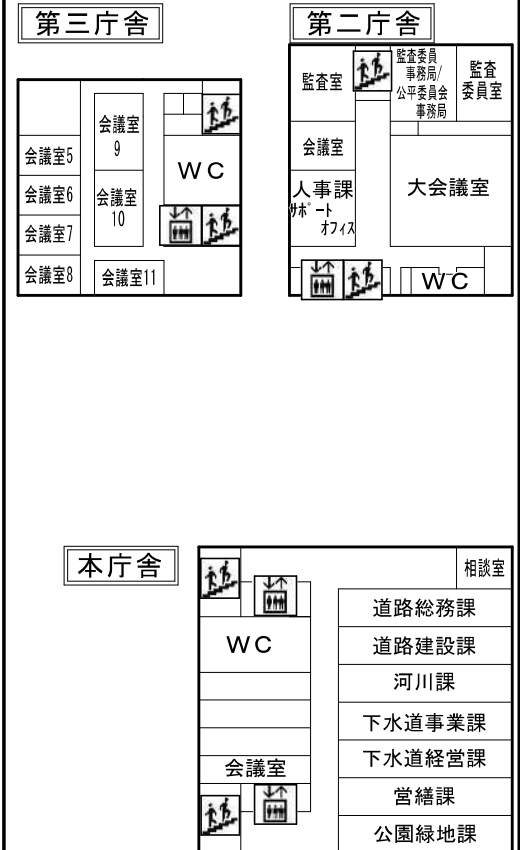 第三庁舎
会議室
9
会議室5
会議室6
会議室
10
会議室7
会議室8
会議室11
WC
第二庁舎
監査室
監査委員
事務局/
公平委員会
事務局
監査
委員室
会議室
人事課
ｻﾎﾟｰﾄ
ｵﾌｨｽ
大会議室
WC
本庁舎
相談室
WC
道路総務課
道路建設課
河川課
下水道事業課
下水道経営課
会議室
営繕課
公園緑地課